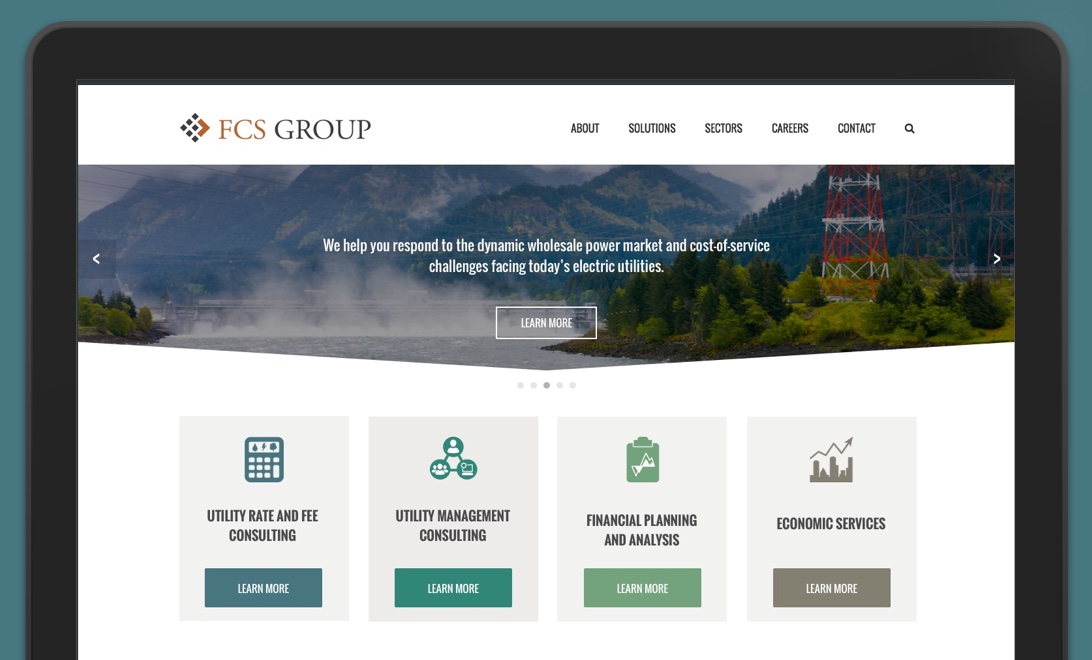 FCS GROUP
ABOUT SOLUTIONS SECTORS CAREERS CONTACT
We help you respond to the dynamic wholesale power market and cost-of-service
challenges facing today's electric utilities.
LEARN MORE
UTILITY RATE AND FEE
CONSULTING
LEARN MORE
UTILITY MANAGEMENT
CONSULTING
LEARN MORE
FINANCIAL PLANNING
AND ANALYSIS
LEARN MORE
ECONOMIC SERVICES
LEARN MORE